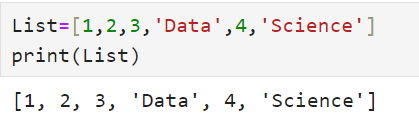 List=[1,2,3,'Data',4,'Science']
print(List)
[1, 2, 3, 'Data', 4, 'Science']